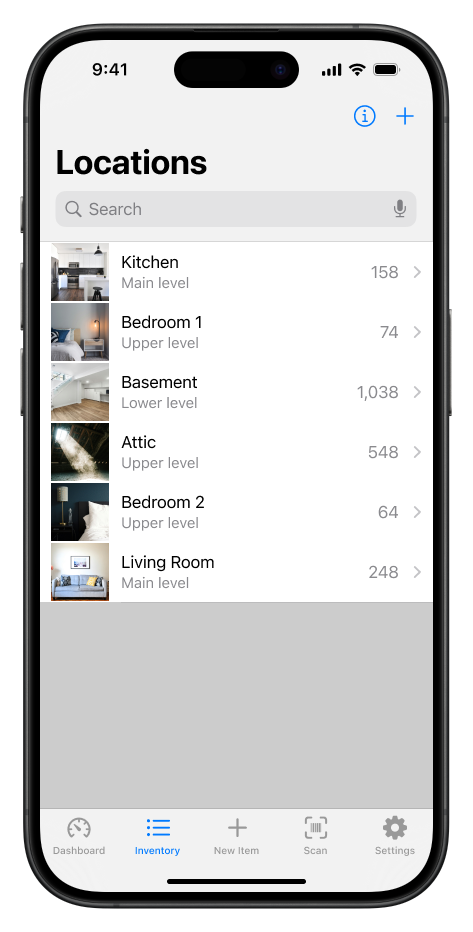 9:41
Locations
Search
Kitchen
Main level
158
Bedroom 1
Upper level
74
Basement
Lower level
1,038
Attic
Upper level
548
Bedroom 2
Upper level
64
Living Room
Main level
248
Dashboard
Inventory
New Item
Scan
Settings